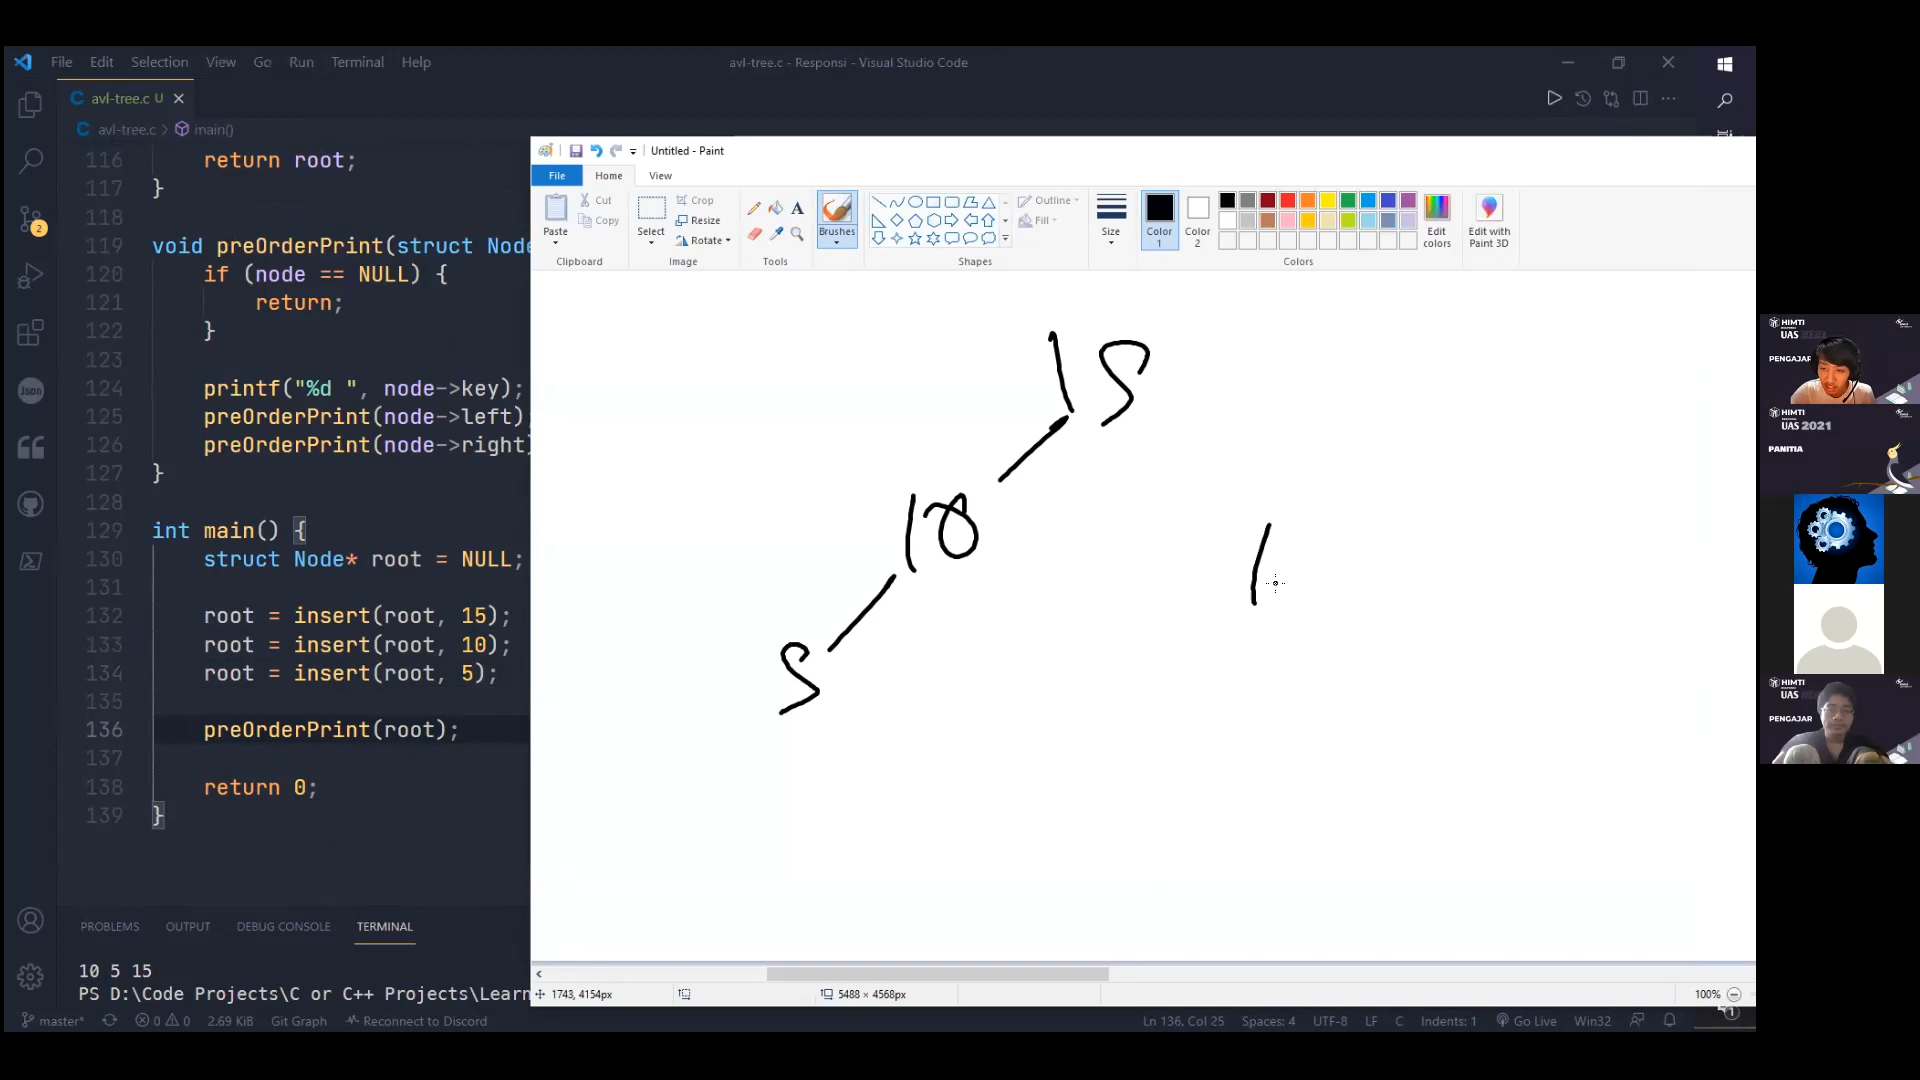 File Edit Selection View Go Run Terminal Help
avl-tree.c - Responsi - Visual Studio Code
avl-tree.c U
avl-tree.c > main()
116 return root;
117 }
118
119 void preOrderPrint(struct Node
120 if (node == NULL) {
121 return;
122 }
123
124 printf("%d ", node->key);
125 preOrderPrint(node->left)
126 preOrderPrint(node->right)
127 }
128
129 int main() {
130 struct Node* root = NULL;
131
132 root = insert(root, 15);
133 root = insert(root, 10);
134 root = insert(root, 5);
135
136 preOrderPrint(root);
137
138 return 0;
139 }
PROBLEMS OUTPUT DEBUG CONSOLE TERMINAL
10 5 15
PS D:\Code Projects\C or C++ Projects\Learn
master* 0 0 2.69 KiB Git Graph Reconnect to Discord
Ln 136, Col 25 Spaces: 4 UTF-8 LF C Indents: 1 Go Live Win32
2
Json
Untitled - Paint
File Home View
Paste Cut Copy
Clipboard
Select Crop Resize Rotate
Image
Tools
Brushes
Shapes
Outline Fill
Size
Color 1
Color 2
Edit colors
Colors
Edit with Paint 3D
15
10
5
1743, 4154px
5488 × 4568px
100%
1
HIMTI
UAS
PENGAJAR
HIMTI
UAS 2021
PANITIA
HIMTI
UAS
PENGAJAR